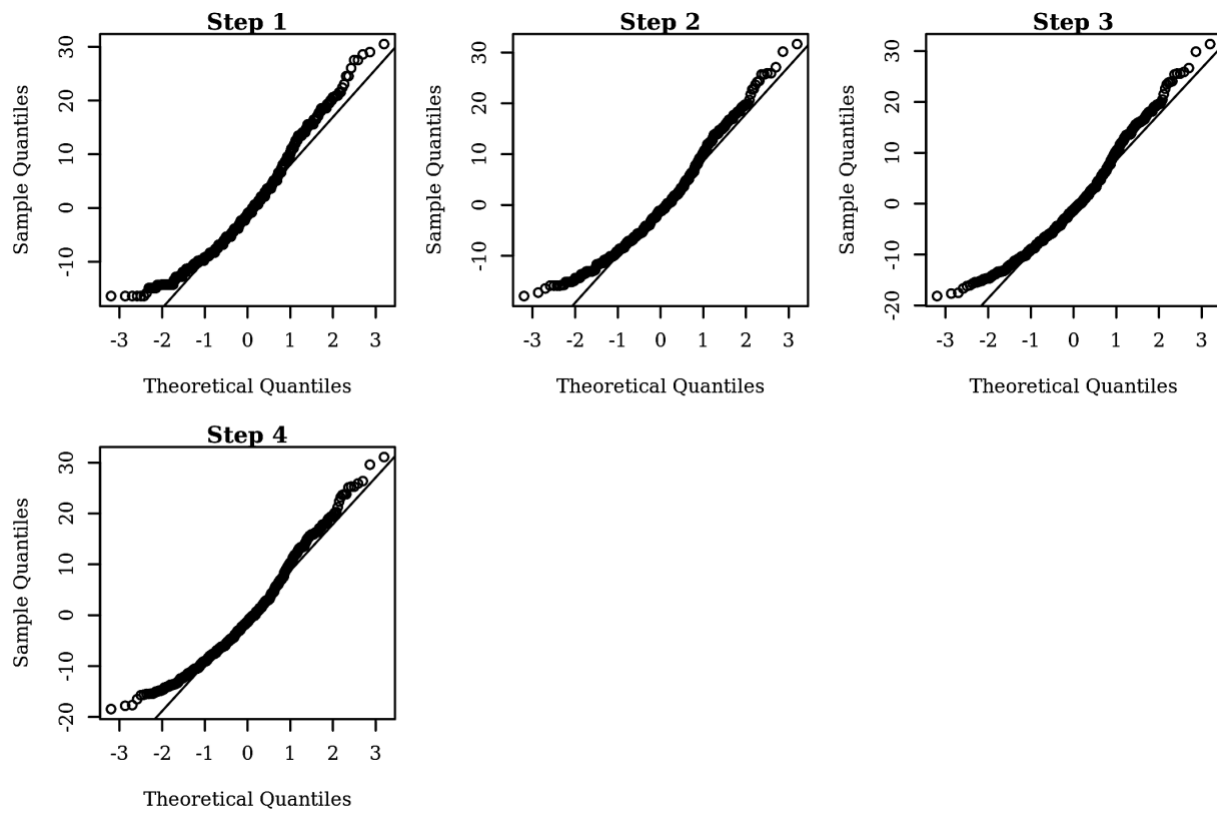 Step 1
30
20
10
0
-10
Sample Quantiles
-3 -2 -1 0 1 2 3
Theoretical Quantiles
Step 2
30
20
10
0
-10
Sample Quantiles
-3 -2 -1 0 1 2 3
Theoretical Quantiles
Step 3
30
20
10
0
-10
-20
Sample Quantiles
-3 -2 -1 0 1 2 3
Theoretical Quantiles
Step 4
30
20
10
0
-10
-20
Sample Quantiles
-3 -2 -1 0 1 2 3
Theoretical Quantiles